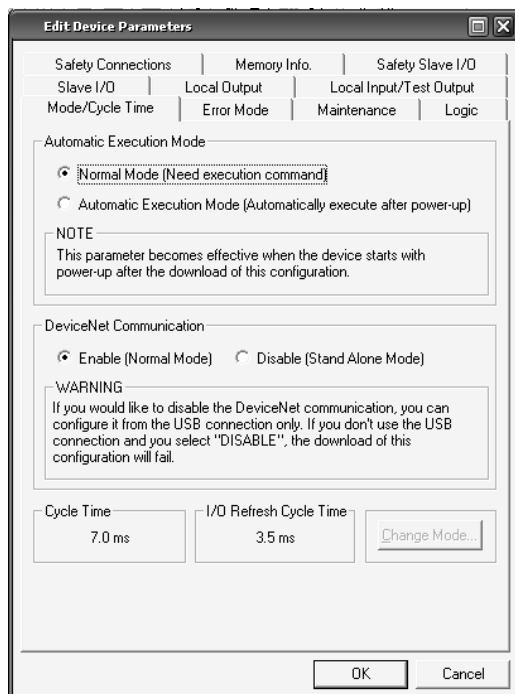 Edit Device Parameters
Safety Connections
Memory Info.
Safety Slave I/O
Slave I/O
Local Output
Local Input/Test Output
Mode/Cycle Time
Error Mode
Maintenance
Logic
Automatic Execution Mode
Normal Mode (Need execution command)
Automatic Execution Mode (Automatically execute after power-up)
NOTE
This parameter becomes effective when the device starts with
power-up after the download of this configuration.
DeviceNet Communication
Enable (Normal Mode)
Disable (Stand Alone Mode)
WARNING
If you would like to disable the DeviceNet communication, you can
configure it from the USB connection only. If you don't use the USB
connection and you select "DISABLE", the download of this
configuration will fail.
Cycle Time
7.0 ms
I/O Refresh Cycle Time
3.5 ms
Change Mode...
OK
Cancel